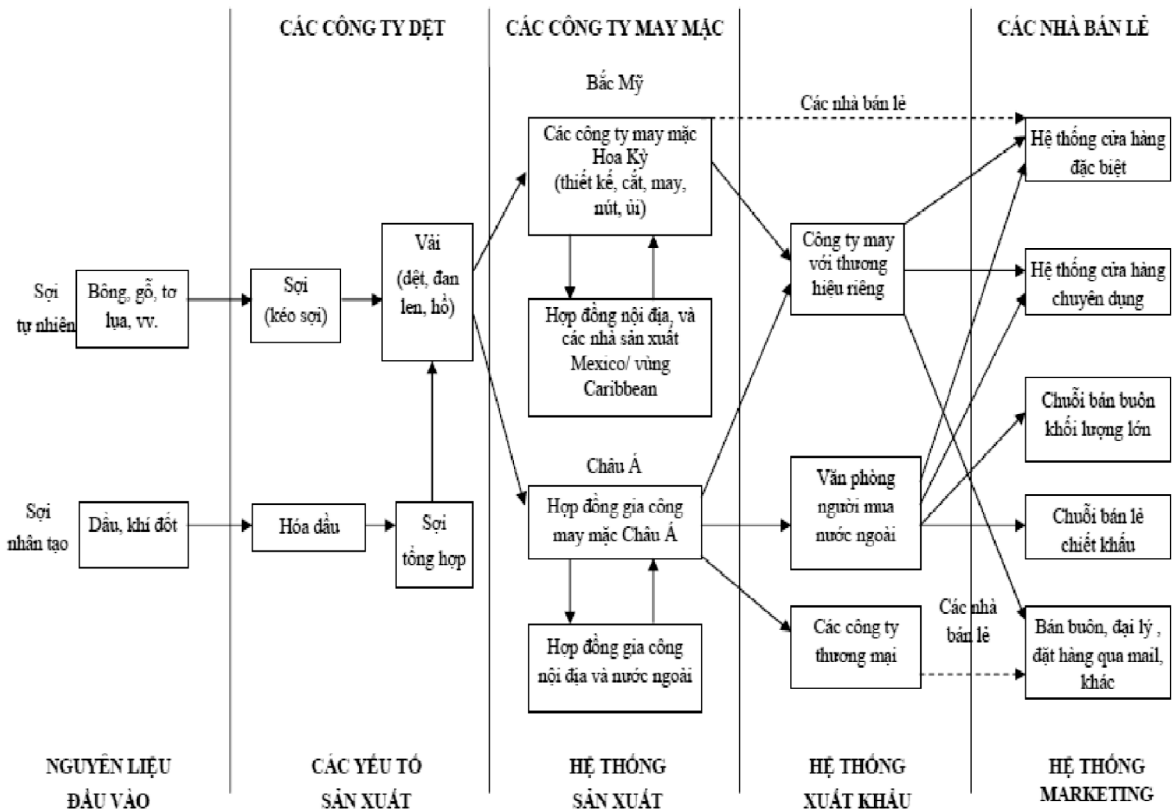 CÁC CÔNG TY DỆT
CÁC CÔNG TY MAY MẶC
CÁC NHÀ BÁN LẺ
Bắc Mỹ
Các nhà bán lẻ
Các công ty may mặc
Hoa Kỳ
(thiết kế, cắt, may,
nút, ủi)
Hệ thống cửa hàng
đặc biệt
Sợi
tự nhiên
Bông, gỗ, tơ
lụa, vv.
Sợi
(kéo sợi)
Vải
(dệt, đan
len, hồ)
Hợp đồng nội địa, và
các nhà sản xuất
Mexico/ vùng
Caribbean
Công ty may
với thương
hiệu riêng
Hệ thống cửa hàng
chuyên dụng
Chuỗi bán buôn
khối lượng lớn
Châu Á
Sợi
nhân tạo
Dầu, khí đốt
Hóa dầu
Sợi
tổng hợp
Hợp đồng gia công
may mặc Châu Á
Văn phòng
người mua
nước ngoài
Chuỗi bán lẻ
chiết khấu
Hợp đồng gia công
nội địa và nước ngoài
Các công ty
thương mại
Các nhà
bán lẻ
Bán buôn, đại lý ,
đặt hàng qua mail,
khác
NGUYÊN LIỆU
ĐẦU VÀO
CÁC YẾU TỐ
SẢN XUẤT
HỆ THỐNG
SẢN XUẤT
HỆ THỐNG
XUẤT KHẨU
HỆ THỐNG
MARKETING